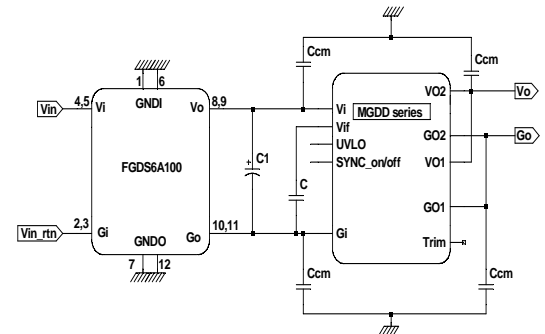 Ccm
Ccm
1 6
GNDI
4,5
8,9
Vin
Vi
Vo
Vi
MGDD series
VO2
Vo
Vif
UVLO
GO2
Go
FGDS6A100
+
C1
SYNC_on/off
VO1
C
2,3
10,11
GO1
Vin_rtn
Gi
GNDO
Go
Gi
Trim
7 12
Ccm
Ccm